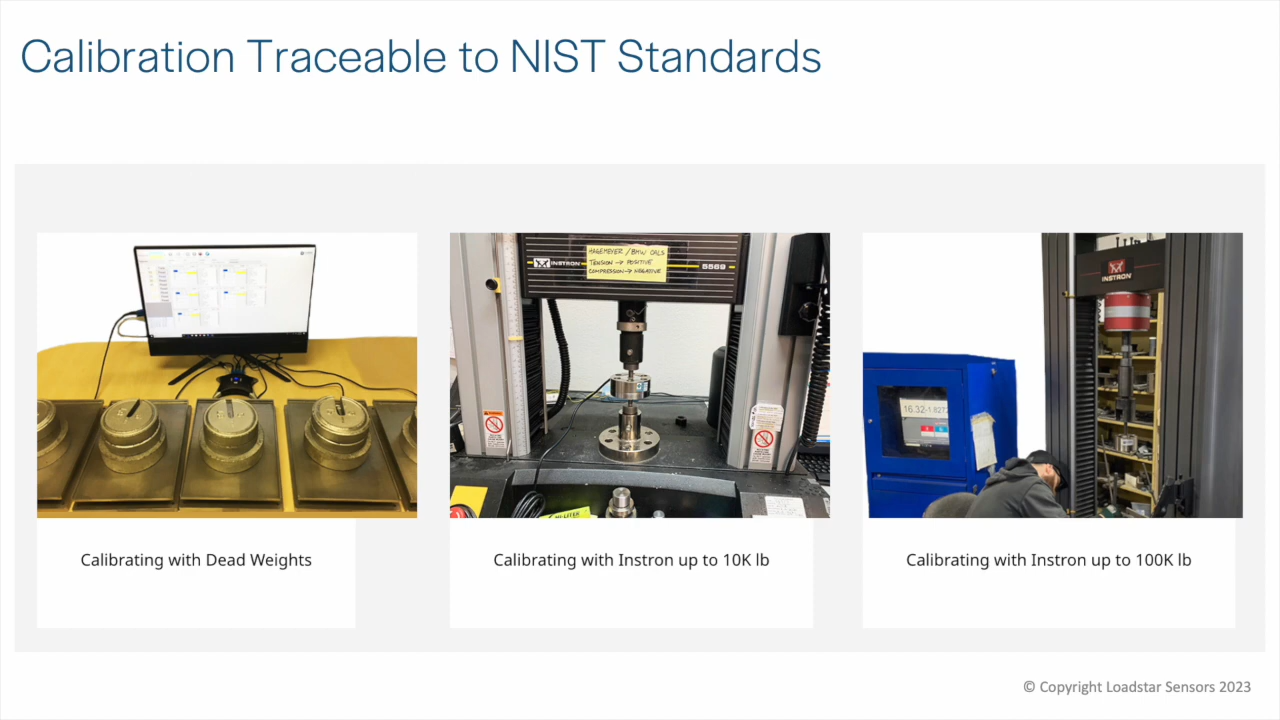 Calibration Traceable to NIST Standards
HAGEMEYER / BMW CALS
TENSION → POSITIVE
COMPRESSION → NEGATIVE
INSTRON
5569
INSTRON
Calibrating with Dead Weights
Calibrating with Instron up to 10K lb
Calibrating with Instron up to 100K lb
© Copyright Loadstar Sensors 2023